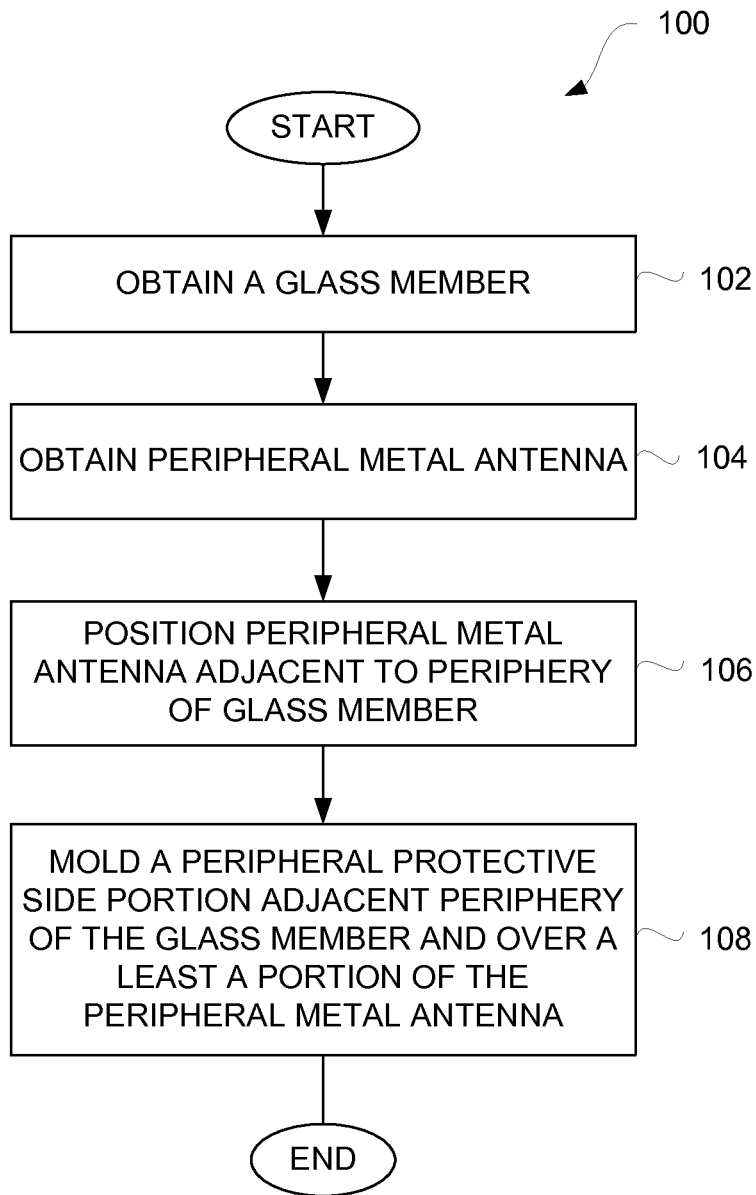 100
START
OBTAIN A GLASS MEMBER
102
OBTAIN PERIPHERAL METAL ANTENNA
104
POSITION PERIPHERAL METAL
ANTENNA ADJACENT TO PERIPHERY
OF GLASS MEMBER
106
MOLD A PERIPHERAL PROTECTIVE
SIDE PORTION ADJACENT PERIPHERY
OF THE GLASS MEMBER AND OVER A
LEAST A PORTION OF THE
PERIPHERAL METAL ANTENNA
108
END